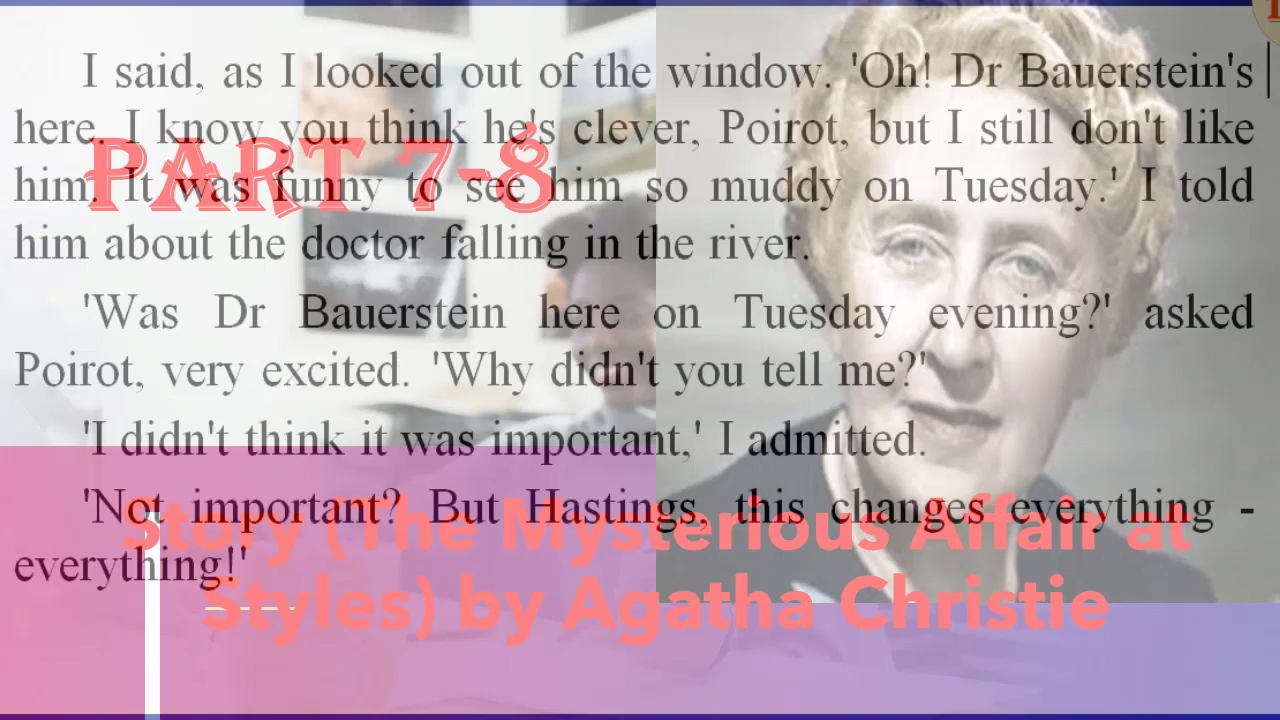 I said, as I looked out of the window. 'Oh! Dr Bauerstein's
here. I know you think he's clever, Poirot, but I still don't like
PART 7-8
him. It was funny to see him so muddy on Tuesday.' I told
him about the doctor falling in the river.
'Was Dr Bauerstein here on Tuesday evening?' asked
Poirot, very excited. 'Why didn't you tell me?'
'I didn't think it was important,' I admitted.
'Not important? But Hastings, this changes everything -
Story (The Mysterious Affair at
everything!'
Styles) by Agatha Christie